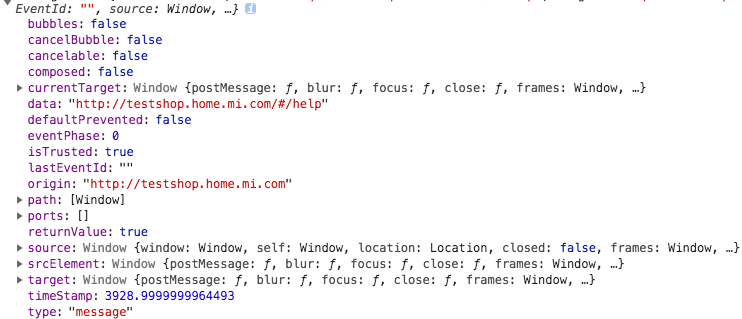 EventId: "", source: Window, …} i
bubbles: false
cancelBubble: false
cancelable: false
composed: false
currentTarget: Window {postMessage: ƒ, blur: ƒ, focus: ƒ, close: ƒ, frames: Window, …}
data: "http://testshop.home.mi.com/#/help"
defaultPrevented: false
eventPhase: 0
isTrusted: true
lastEventId: ""
origin: "http://testshop.home.mi.com"
path: [Window]
ports: []
returnValue: true
source: Window {window: Window, self: Window, location: Location, closed: false, frames: Window, …}
srcElement: Window {postMessage: ƒ, blur: ƒ, focus: ƒ, close: ƒ, frames: Window, …}
target: Window {postMessage: ƒ, blur: ƒ, focus: ƒ, close: ƒ, frames: Window, …}
timeStamp: 3928.9999999964493
type: "message"